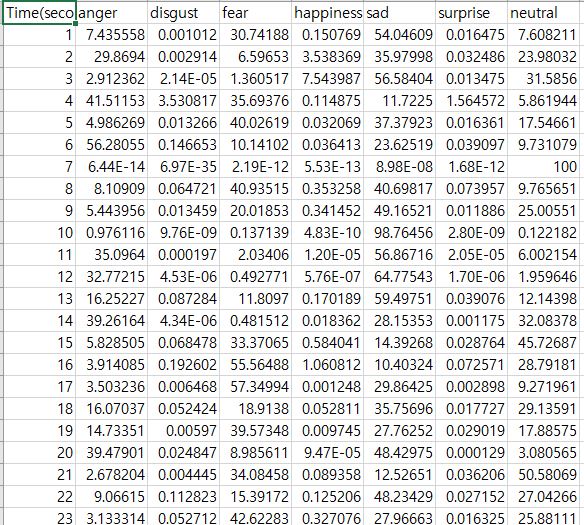 Time(seco anger disgust fear happiness sad surprise neutral
1 7.435558 0.001012 30.74188 0.150769 54.04609 0.016475 7.608211
2 29.8694 0.002914 6.59653 3.538369 35.97998 0.032486 23.98032
3 2.912362 2.14E-05 1.360517 7.543987 56.58404 0.013475 31.5856
4 41.51153 3.530817 35.69376 0.114875 11.7225 1.564572 5.861944
5 4.986269 0.013266 40.02619 0.032069 37.37923 0.016361 17.54661
6 56.28055 0.146653 10.14102 0.036413 23.62519 0.039097 9.731079
7 6.44E-14 6.97E-35 2.19E-12 5.53E-13 8.98E-08 1.68E-12 100
8 8.10909 0.064721 40.93515 0.353258 40.69817 0.073957 9.765651
9 5.443956 0.013459 20.01853 0.341452 49.16521 0.011886 25.00551
10 0.976116 9.76E-09 0.137139 4.83E-10 98.76456 2.80E-09 0.122182
11 35.0964 0.000197 2.03406 1.20E-05 56.86716 2.05E-05 6.002154
12 32.77215 4.53E-06 0.492771 5.76E-07 64.77543 1.70E-06 1.959646
13 16.25227 0.087284 11.8097 0.170189 59.49751 0.039076 12.14398
14 39.26164 4.34E-06 0.481512 0.018362 28.15353 0.001175 32.08378
15 5.828505 0.068478 33.37065 0.584041 14.39268 0.028764 45.72687
16 3.914085 0.192602 55.56488 1.060812 10.40324 0.072571 28.79181
17 3.503236 0.006468 57.34994 0.001248 29.86425 0.002898 9.271961
18 16.07037 0.052424 18.9138 0.052811 35.75696 0.017727 29.13591
19 14.73351 0.00597 39.57348 0.009745 27.76252 0.029019 17.88575
20 39.47901 0.024847 8.985611 9.47E-05 48.42975 0.000129 3.080565
21 2.678204 0.004445 34.08458 0.089358 12.52651 0.036206 50.58069
22 9.06615 0.112823 15.39172 0.125206 48.23429 0.027152 27.04266
23 3.133314 0.052712 42.62283 0.327076 27.96663 0.016325 25.88111